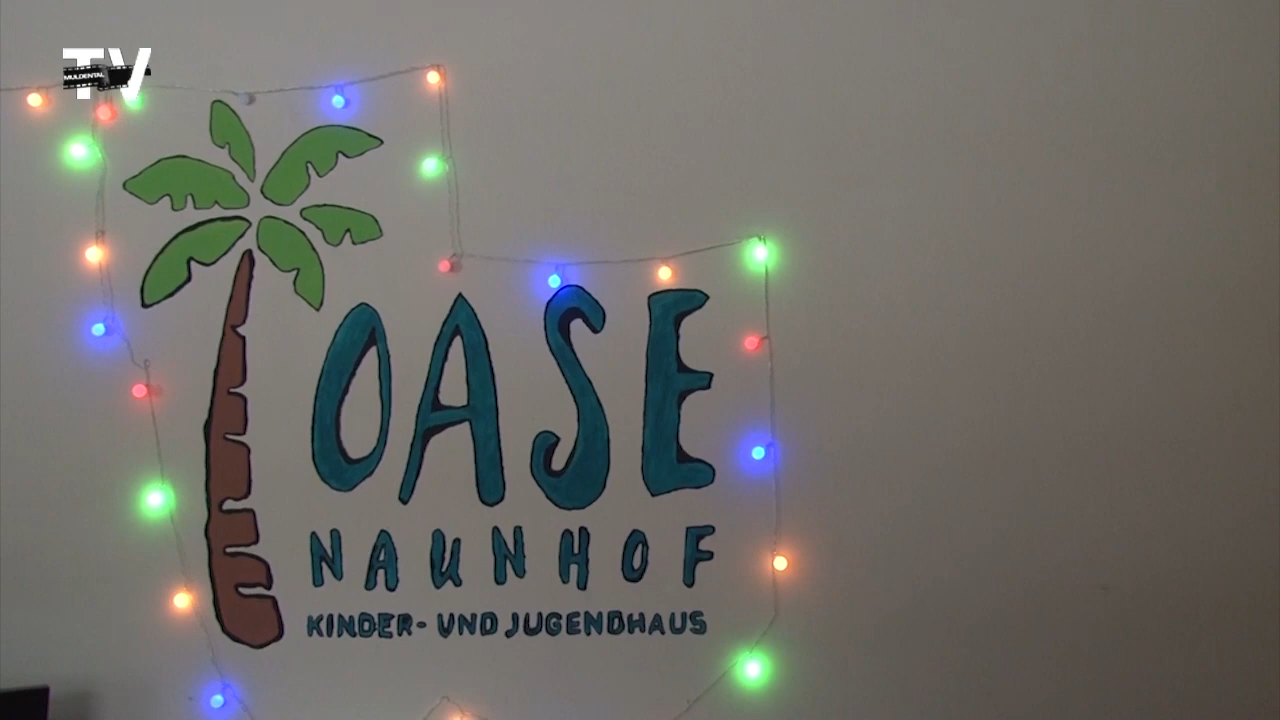 TV
MULDENTAL
OASE
NAUNHOF
KINDER- UND JUGENDHAUS